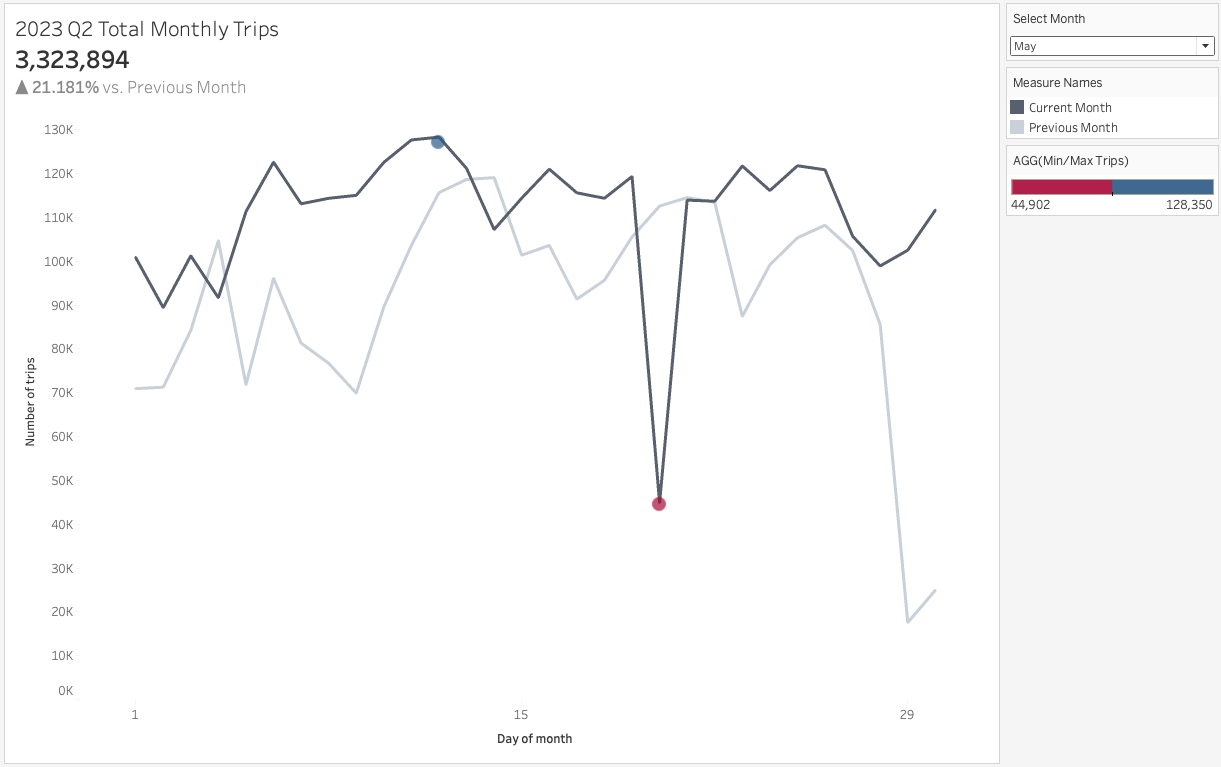 2023 Q2 Total Monthly Trips
3,323,894
▲ 21.181% vs. Previous Month
130K
120K
110K
100K
90K
80K
70K
60K
50K
40K
30K
20K
10K
0K
Number of trips
1
15
29
Day of month
Select Month
May
Measure Names
Current Month
Previous Month
AGG(Min/Max Trips)
44,902
128,350